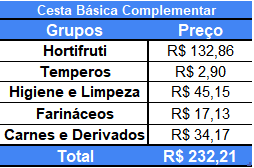 Cesta Básica Complementar
Grupos Preço
Hortifruti R$ 132,86
Temperos R$ 2,90
Higiene e Limpeza R$ 45,15
Farináceos R$ 17,13
Carnes e Derivados R$ 34,17
Total R$ 232,21